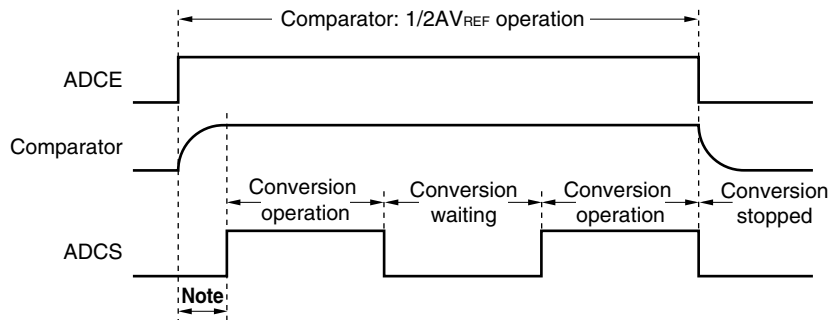 Comparator: 1/2AVREF operation
ADCE
Comparator
Conversion operation
Conversion waiting
Conversion operation
Conversion stopped
ADCS
Note